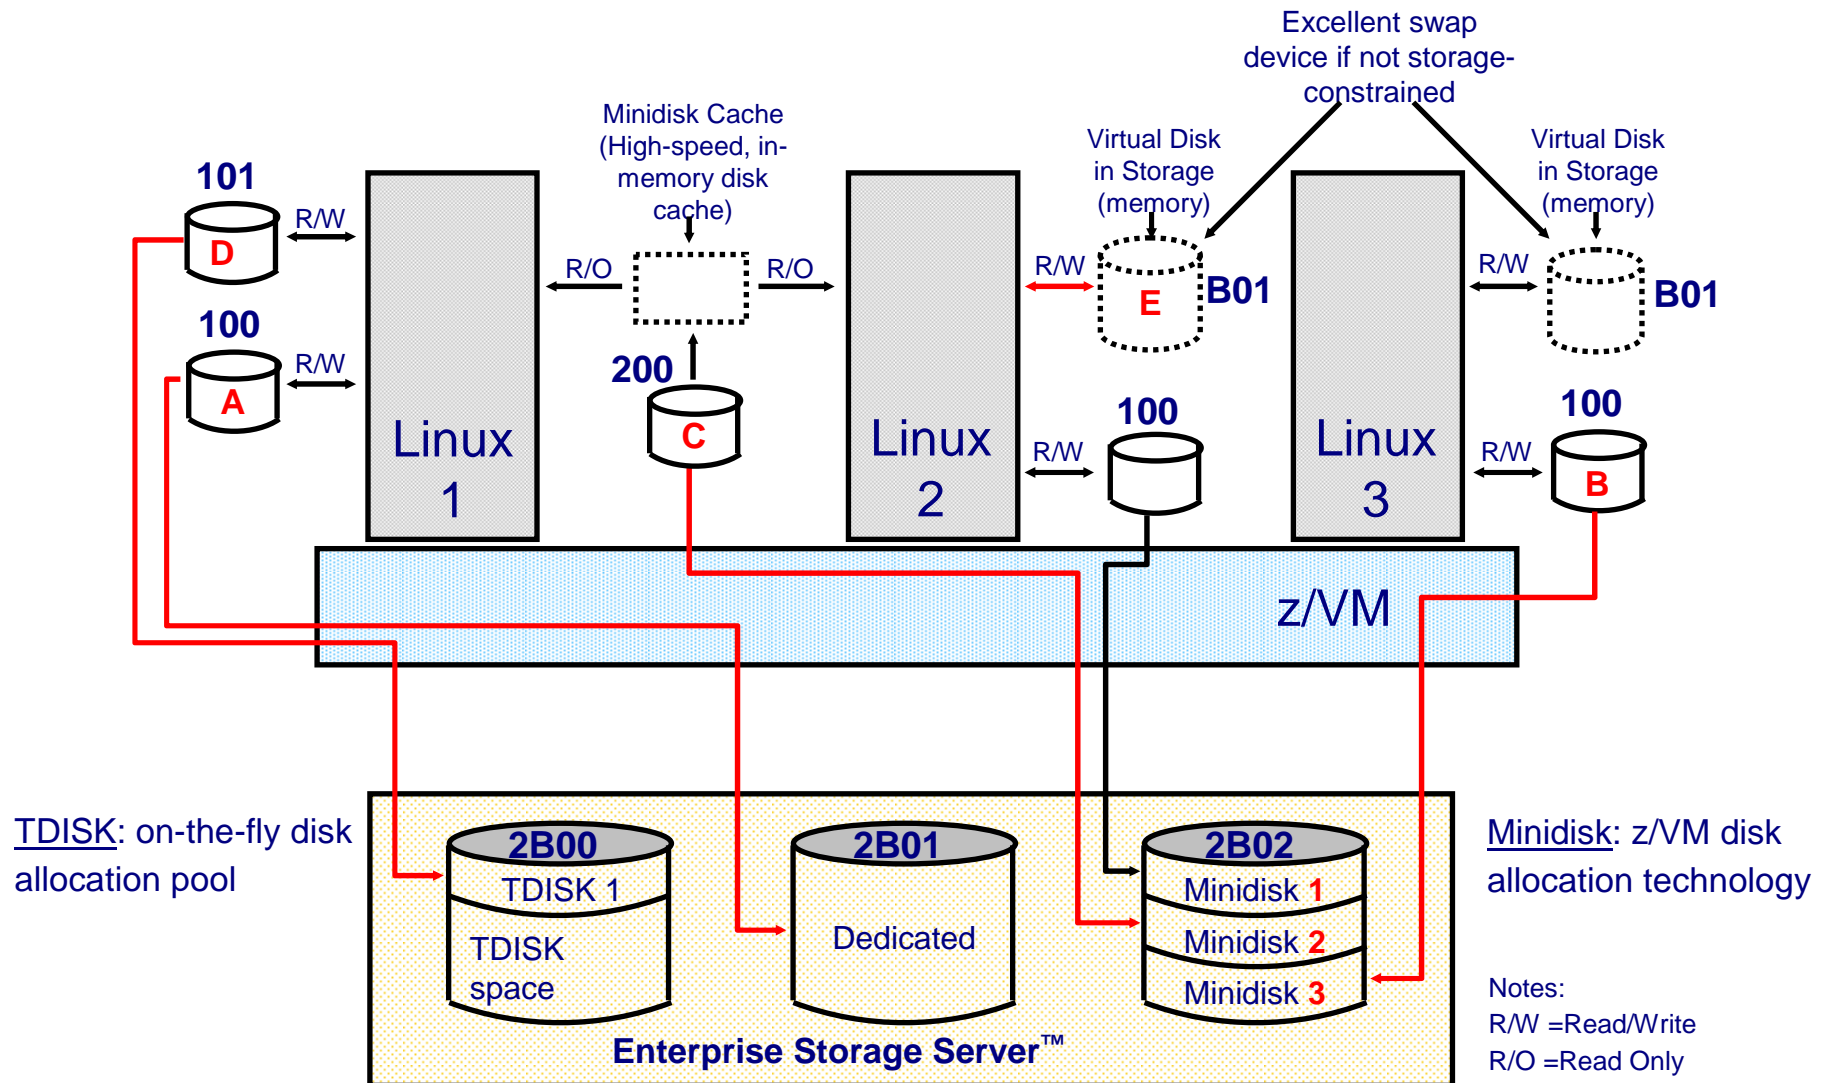 Excellent swap
device if not storage-
constrained
Minidisk Cache
(High-speed, in-
memory disk
cache)
Virtual Disk
in Storage
(memory)
Virtual Disk
in Storage
(memory)
101
R/W
D
R/O
R/O
R/W
E
B01
R/W
B01
100
R/W
A
200
C
100
R/W
100
R/W
B
Linux
1
Linux
2
Linux
3
z/VM
TDISK: on-the-fly disk
allocation pool
2B00
TDISK 1
TDISK
space
2B01
Dedicated
2B02
Minidisk 1
Minidisk 2
Minidisk 3
Enterprise Storage Server™
Minidisk: z/VM disk
allocation technology
Notes:
R/W =Read/Write
R/O =Read Only